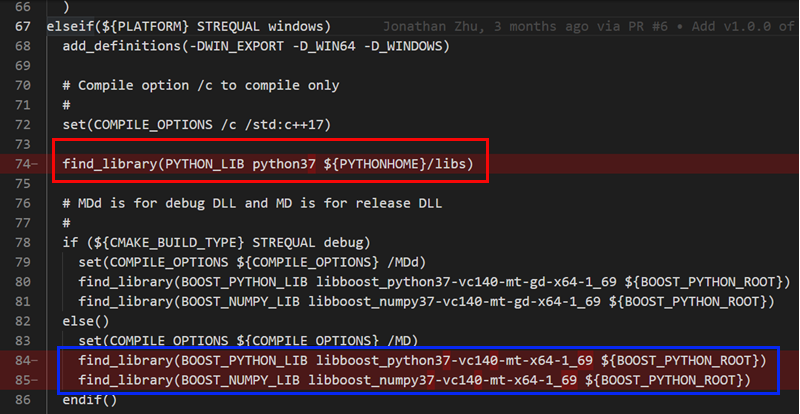 66 )
67 elseif(${PLATFORM} STREQUAL windows) Jonathan Zhu, 3 months ago via PR #6 • Add v1.0.0 of
68 add_definitions(-DWIN_EXPORT -D_WIN64 -D_WINDOWS)
69
70 # Compile option /c to compile only
71 #
72 set(COMPILE_OPTIONS /c /std:c++17)
73
74- find_library(PYTHON_LIB python37 ${PYTHONHOME}/libs)
75
76 # MDd is for debug DLL and MD is for release DLL
77 #
78 if (${CMAKE_BUILD_TYPE} STREQUAL debug)
79 set(COMPILE_OPTIONS ${COMPILE_OPTIONS} /MDd)
80 find_library(BOOST_PYTHON_LIB libboost_python37-vc140-mt-gd-x64-1_69 ${BOOST_PYTHON_ROOT})
81 find_library(BOOST_NUMPY_LIB libboost_numpy37-vc140-mt-gd-x64-1_69 ${BOOST_PYTHON_ROOT})
82 else()
83 set(COMPILE_OPTIONS ${COMPILE_OPTIONS} /MD)
84- find_library(BOOST_PYTHON_LIB libboost_python37-vc140-mt-x64-1_69 ${BOOST_PYTHON_ROOT})
85- find_library(BOOST_NUMPY_LIB libboost_numpy37-vc140-mt-x64-1_69 ${BOOST_PYTHON_ROOT})
86 endif()